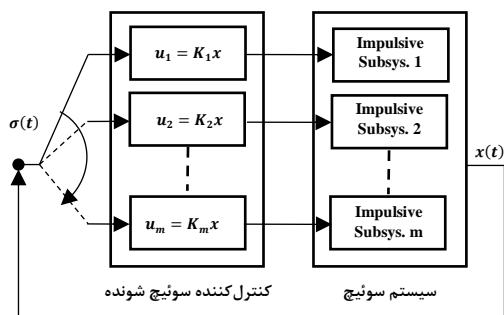 σ(t)
u₁ = K₁x
u₂ = K₂x
uₘ = Kₘx
Impulsive
Subsys. 1
Impulsive
Subsys. 2
Impulsive
Subsys. m
x(t)
کنترل‌کننده سوئیچ شونده
سیستم سوئیچ